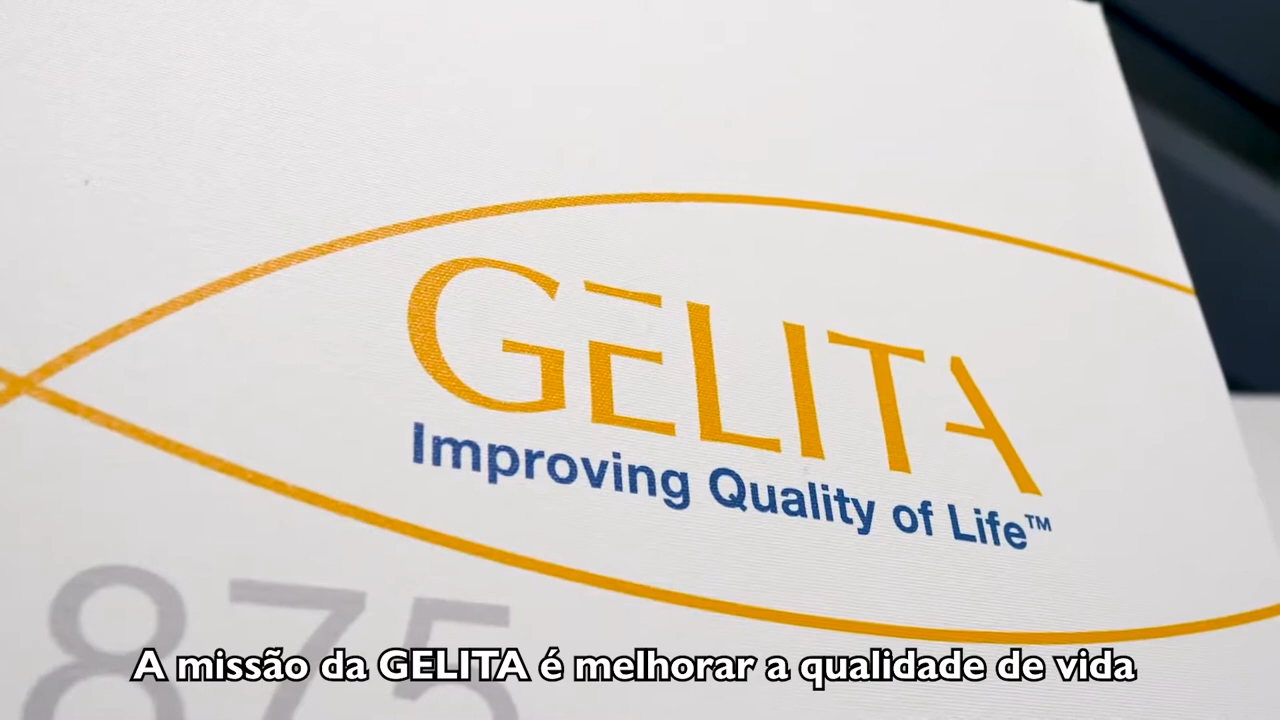 GELITA
Improving Quality of Life™
875
A missão da GELITA é melhorar a qualidade de vida